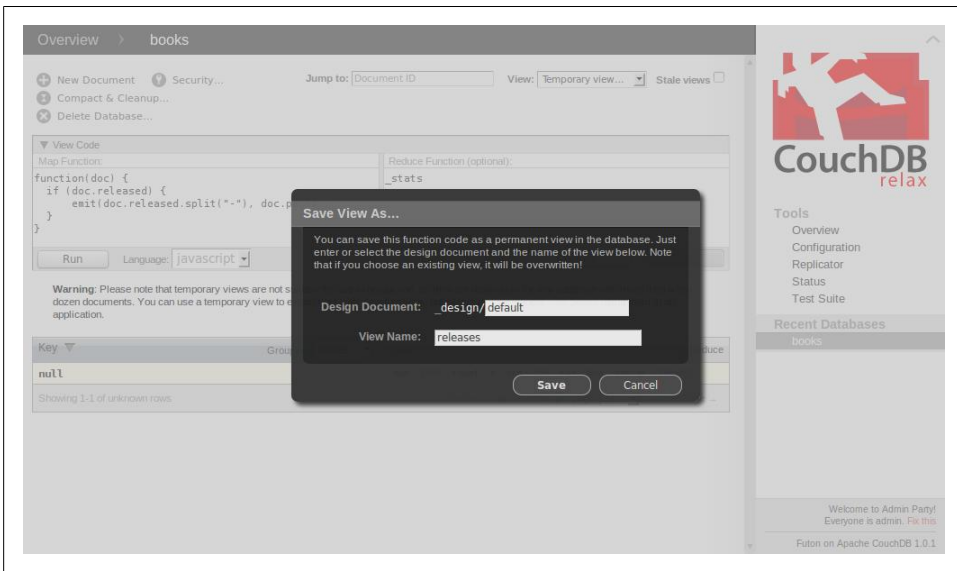 Overview > books
New Document Security...
Compact & Cleanup...
Delete Database...
Jump to: Document ID
View: Temporary view... Stale views
▼ View Code
Map Function: Reduce Function (optional):
function(doc) {
if (doc.released) {
emit(doc.released.split("-"), doc.p
}
}
_stats
Run Language: javascript
Warning: Please note that temporary views are not s
dozen documents. You can use a temporary view to e
application.
Key ▼ Grou
null
Showing 1-1 of unknown rows
Save View As...
You can save this function code as a permanent view in the database. Just
enter or select the design document and the name of the view below. Note
that if you choose an existing view, it will be overwritten!
Design Document: _design/default
View Name: releases
Save Cancel
CouchDB
relax
Tools
Overview
Configuration
Replicator
Status
Test Suite
Recent Databases
books
Welcome to Admin Party!
Everyone is admin. Fix this
Futon on Apache CouchDB 1.0.1